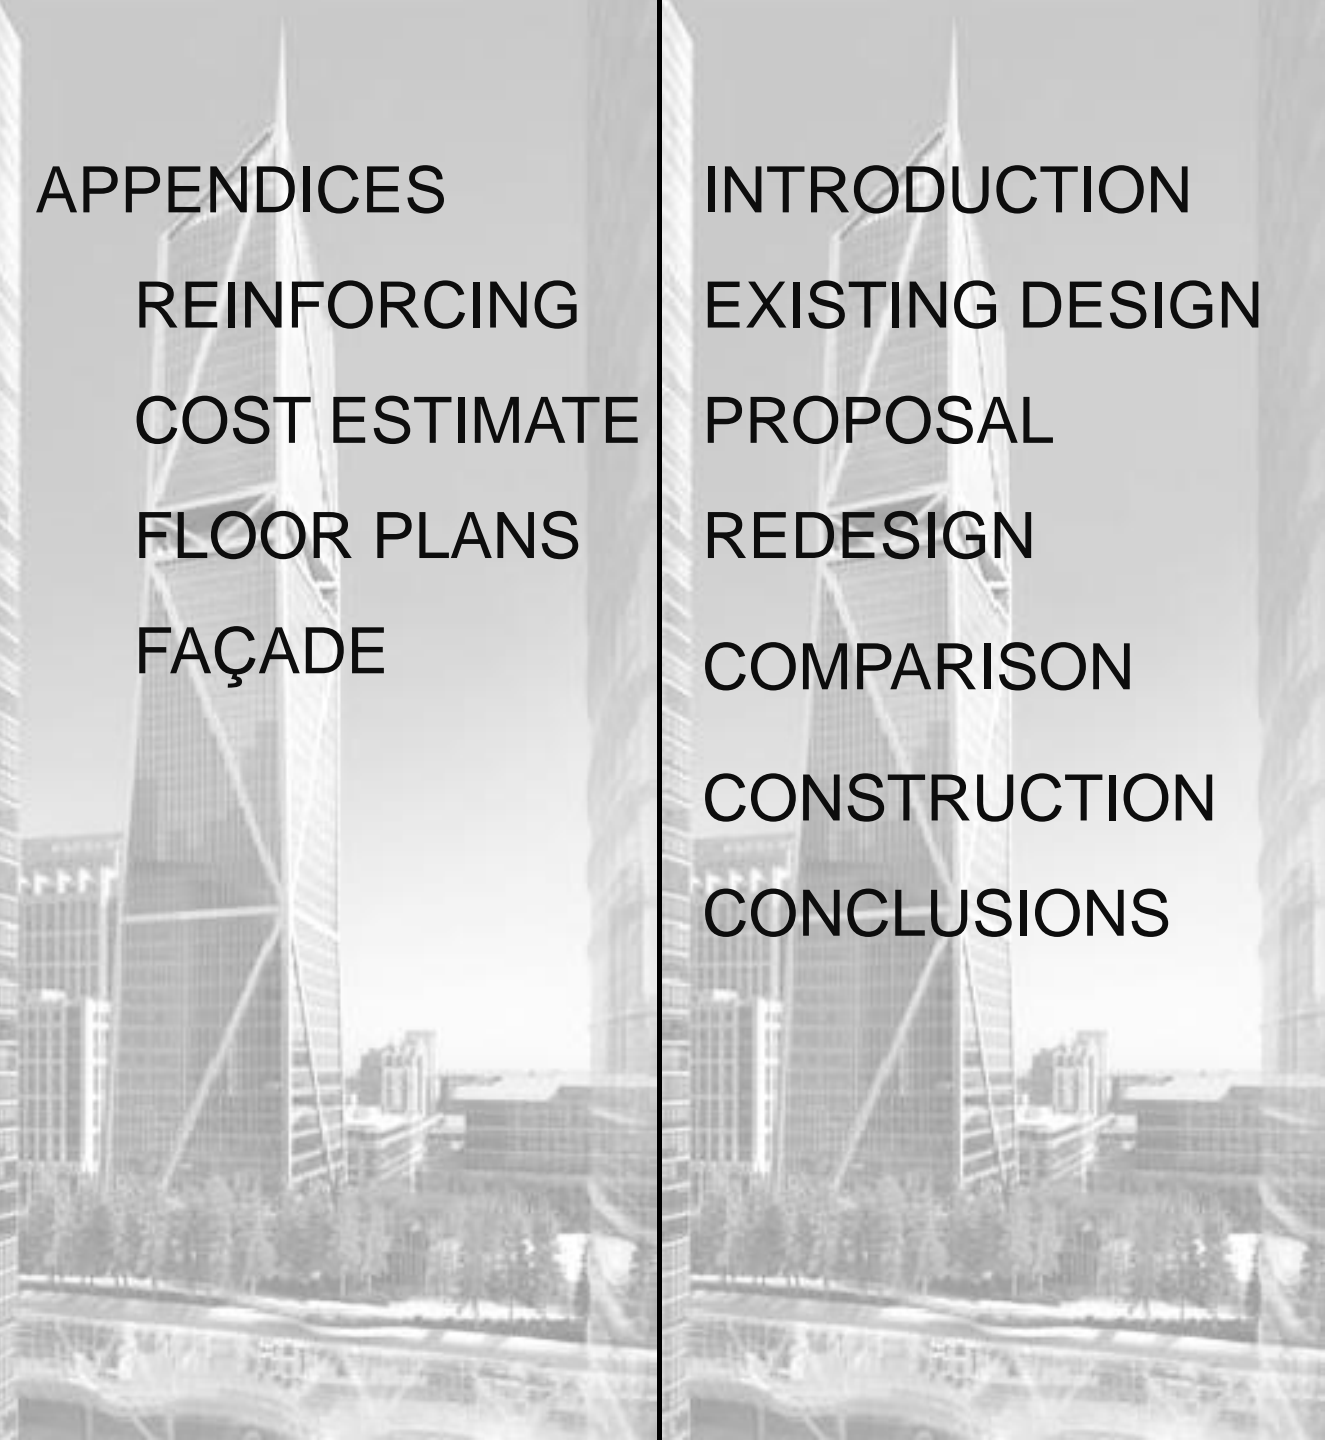 APPENDICES
REINFORCING
COST ESTIMATE
FLOOR PLANS
FAÇADE
INTRODUCTION
EXISTING DESIGN
PROPOSAL
REDESIGN
COMPARISON
CONSTRUCTION
CONCLUSIONS